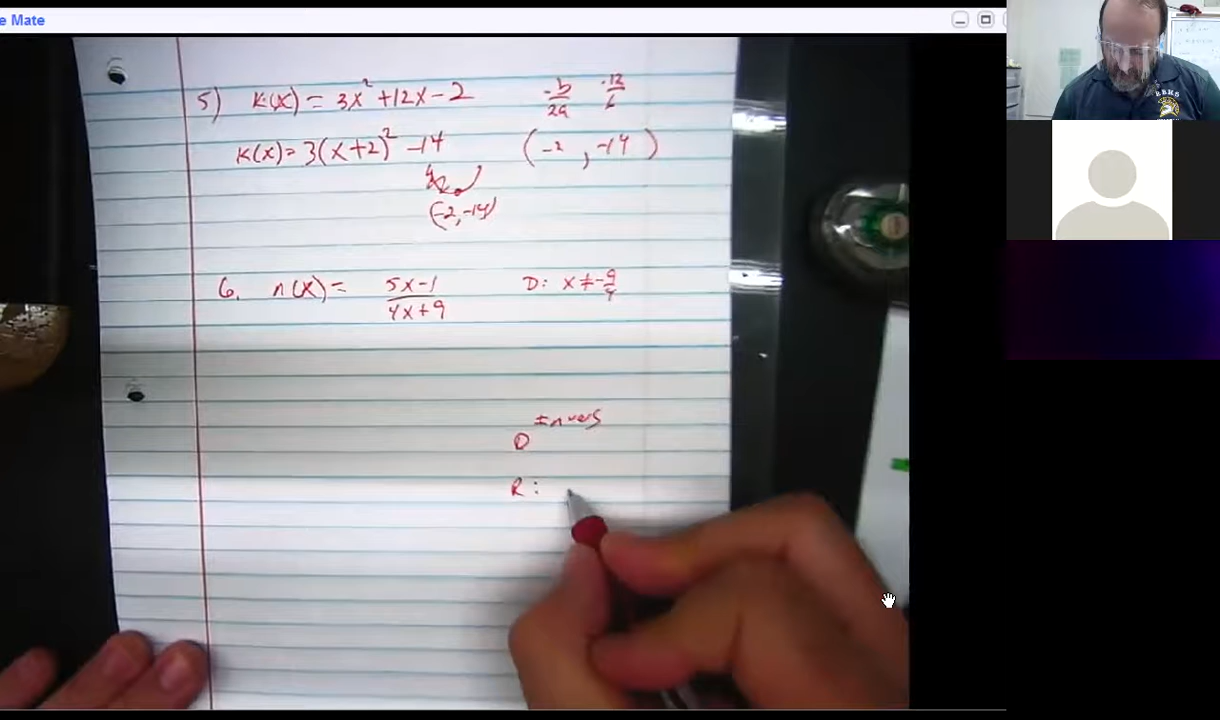 e Mate
5) K(x) = 3x² + 12x - 2    -b/2a    -12/6
K(x) = 3(x+2)² - 14    (-2, -14)
(-2, -14)
6. n(x) = (5x-1)/(4x+9)    D: x ≠ -9/4
Invers
D
R: